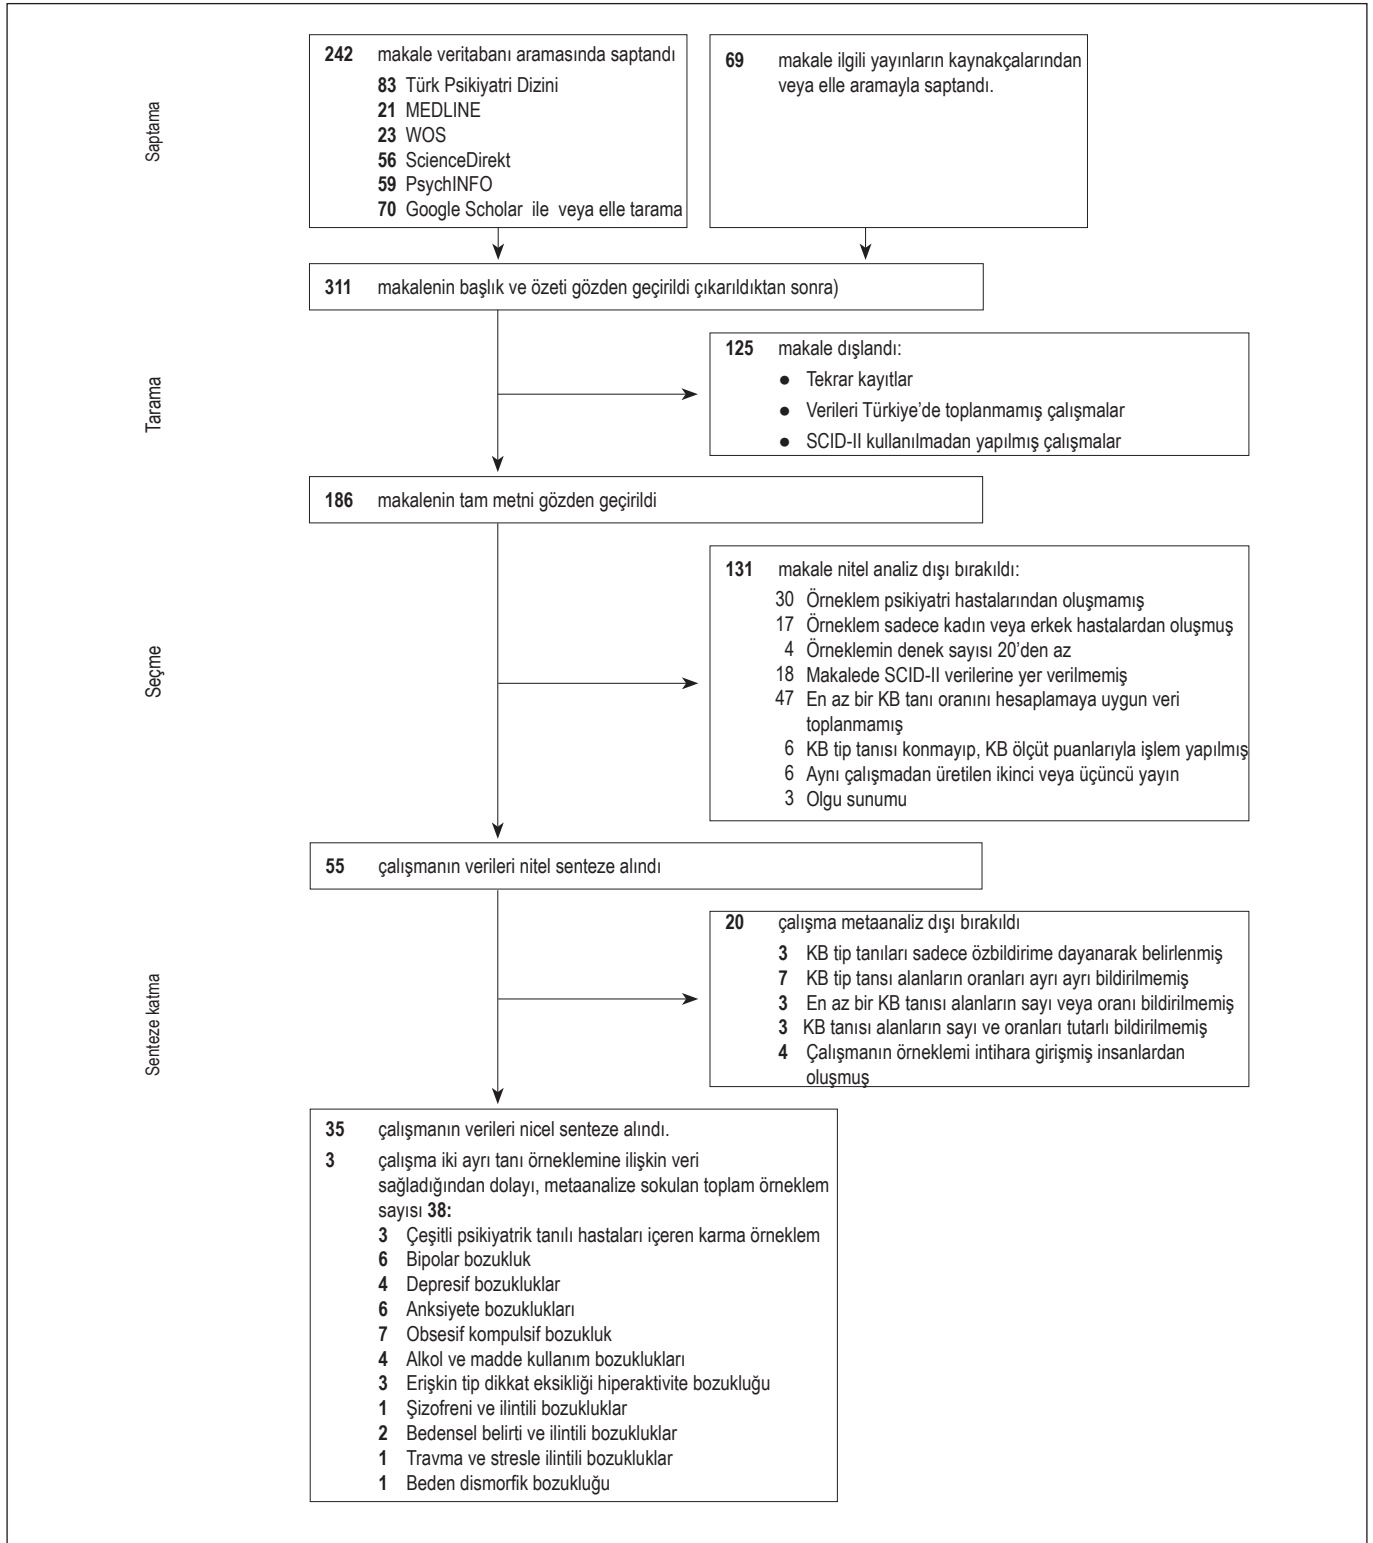 Saptama
242 makale veritabanı aramasında saptandı
83 Türk Psikiyatri Dizini
21 MEDLINE
23 WOS
56 ScienceDirekt
59 PsychINFO
70 Google Scholar ile veya elle tarama
69 makale ilgili yayınların kaynakçalarından
veya elle aramayla saptandı.
311 makalenin başlık ve özeti gözden geçirildi çıkarıldıktan sonra)
Tarama
125 makale dışlandı:
● Tekrar kayıtlar
● Verileri Türkiye’de toplanmamış çalışmalar
● SCID-II kullanılmadan yapılmış çalışmalar
186 makalenin tam metni gözden geçirildi
Seçme
131 makale nitel analiz dışı bırakıldı:
30 Örneklem psikiyatri hastalarından oluşmamış
17 Örneklem sadece kadın veya erkek hastalardan oluşmuş
4 Örneklemin denek sayısı 20’den az
18 Makalede SCID-II verilerine yer verilmemiş
47 En az bir KB tanı oranını hesaplamaya uygun veri
toplanmamış
6 KB tip tanısı konmayıp, KB ölçüt puanlarıyla işlem yapılmış
6 Aynı çalışmadan üretilen ikinci veya üçüncü yayın
3 Olgu sunumu
55 çalışmanın verileri nitel senteze alındı
Senteze katma
20 çalışma metaanaliz dışı bırakıldı
3 KB tip tanıları sadece özbildirime dayanarak belirlenmiş
7 KB tip tansı alanların oranları ayrı ayrı bildirilmemiş
3 En az bir KB tanısı alanların sayı veya oranı bildirilmemiş
3 KB tanısı alanların sayı ve oranları tutarlı bildirilmemiş
4 Çalışmanın örneklemi intihara girişmiş insanlardan
oluşmuş
35 çalışmanın verileri nicel senteze alındı.
3 çalışma iki ayrı tanı örneklemine ilişkin veri
sağladığından dolayı, metaanalize sokulan toplam örneklem
sayısı 38:
3 Çeşitli psikiyatrik tanılı hastaları içeren karma örneklem
6 Bipolar bozukluk
4 Depresif bozukluklar
6 Anksiyete bozuklukları
7 Obsesif kompulsif bozukluk
4 Alkol ve madde kullanım bozuklukları
3 Erişkin tip dikkat eksikliği hiperaktivite bozukluğu
1 Şizofreni ve ilintili bozukluklar
2 Bedensel belirti ve ilintili bozukluklar
1 Travma ve stresle ilintili bozukluklar
1 Beden dismorfik bozukluğu